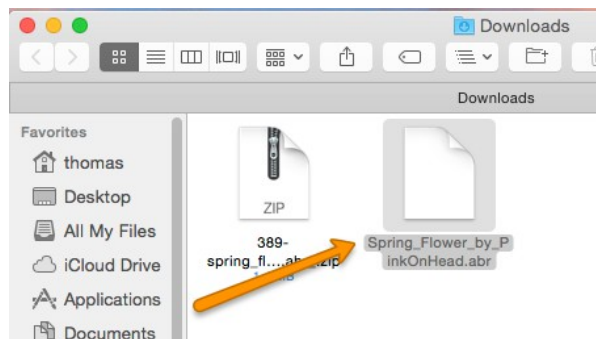 Downloads
Downloads
Favorites
thomas
Desktop
All My Files
iCloud Drive
Applications
Documents
ZIP
389-
spring_fl....ab
.zip
Spring_Flower_by_P
inkOnHead.abr